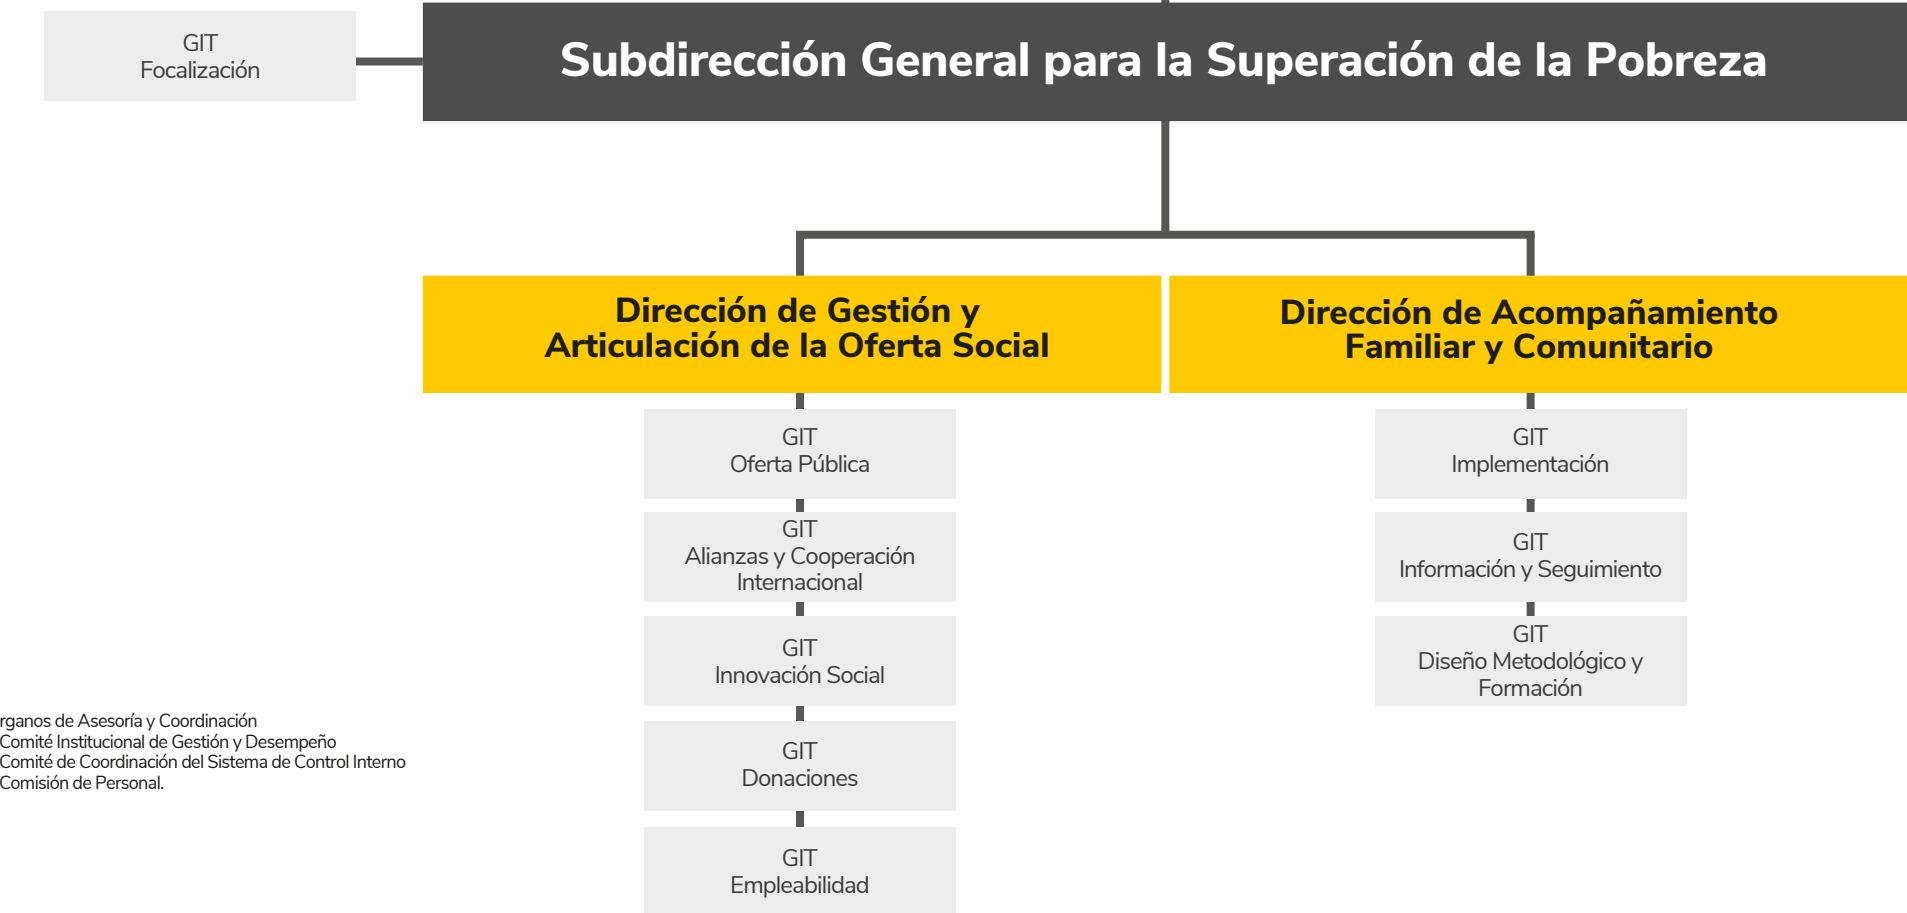 GIT
Focalización
Subdirección General para la Superación de la Pobreza
Dirección de Gestión y
Articulación de la Oferta Social
GIT
Oferta Pública
GIT
Alianzas y Cooperación
Internacional
GIT
Innovación Social
GIT
Donaciones
GIT
Empleabilidad
Dirección de Acompañamiento
Familiar y Comunitario
GIT
Implementación
GIT
Información y Seguimiento
GIT
Diseño Metodológico y
Formación
rganos de Asesoría y Coordinación
Comité Institucional de Gestión y Desempeño
Comité de Coordinación del Sistema de Control Interno
Comisión de Personal.